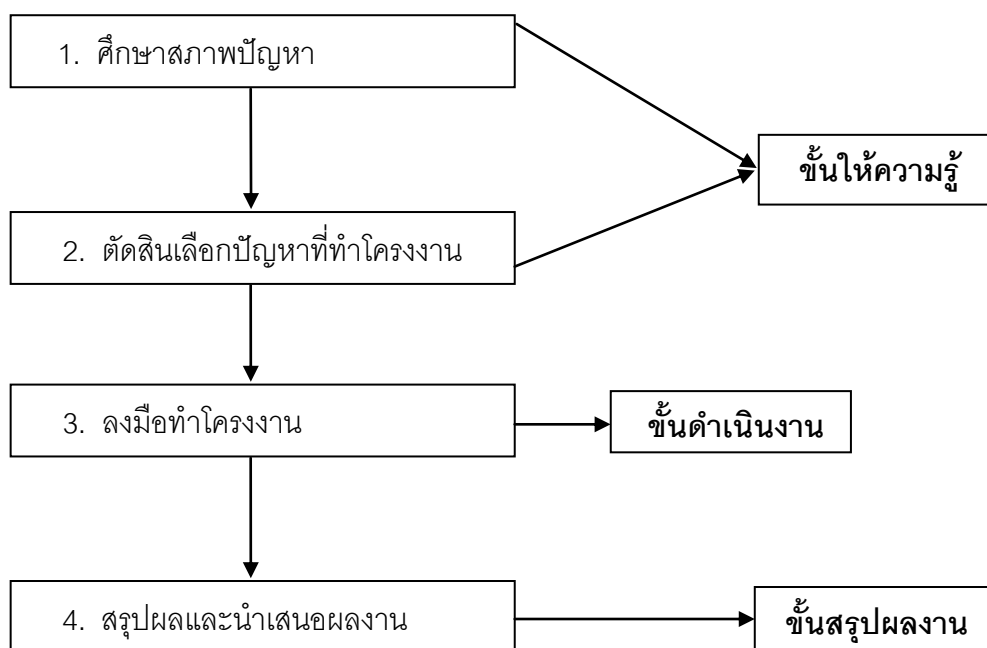 1. ศึกษาสภาพปัญหา
ขั้นให้ความรู้
2. ตัดสินเลือกปัญหาที่ทำโครงงาน
3. ลงมือทำโครงงาน
ขั้นดำเนินงาน
4. สรุปผลและนำเสนอผลงาน
ขั้นสรุปผลงาน